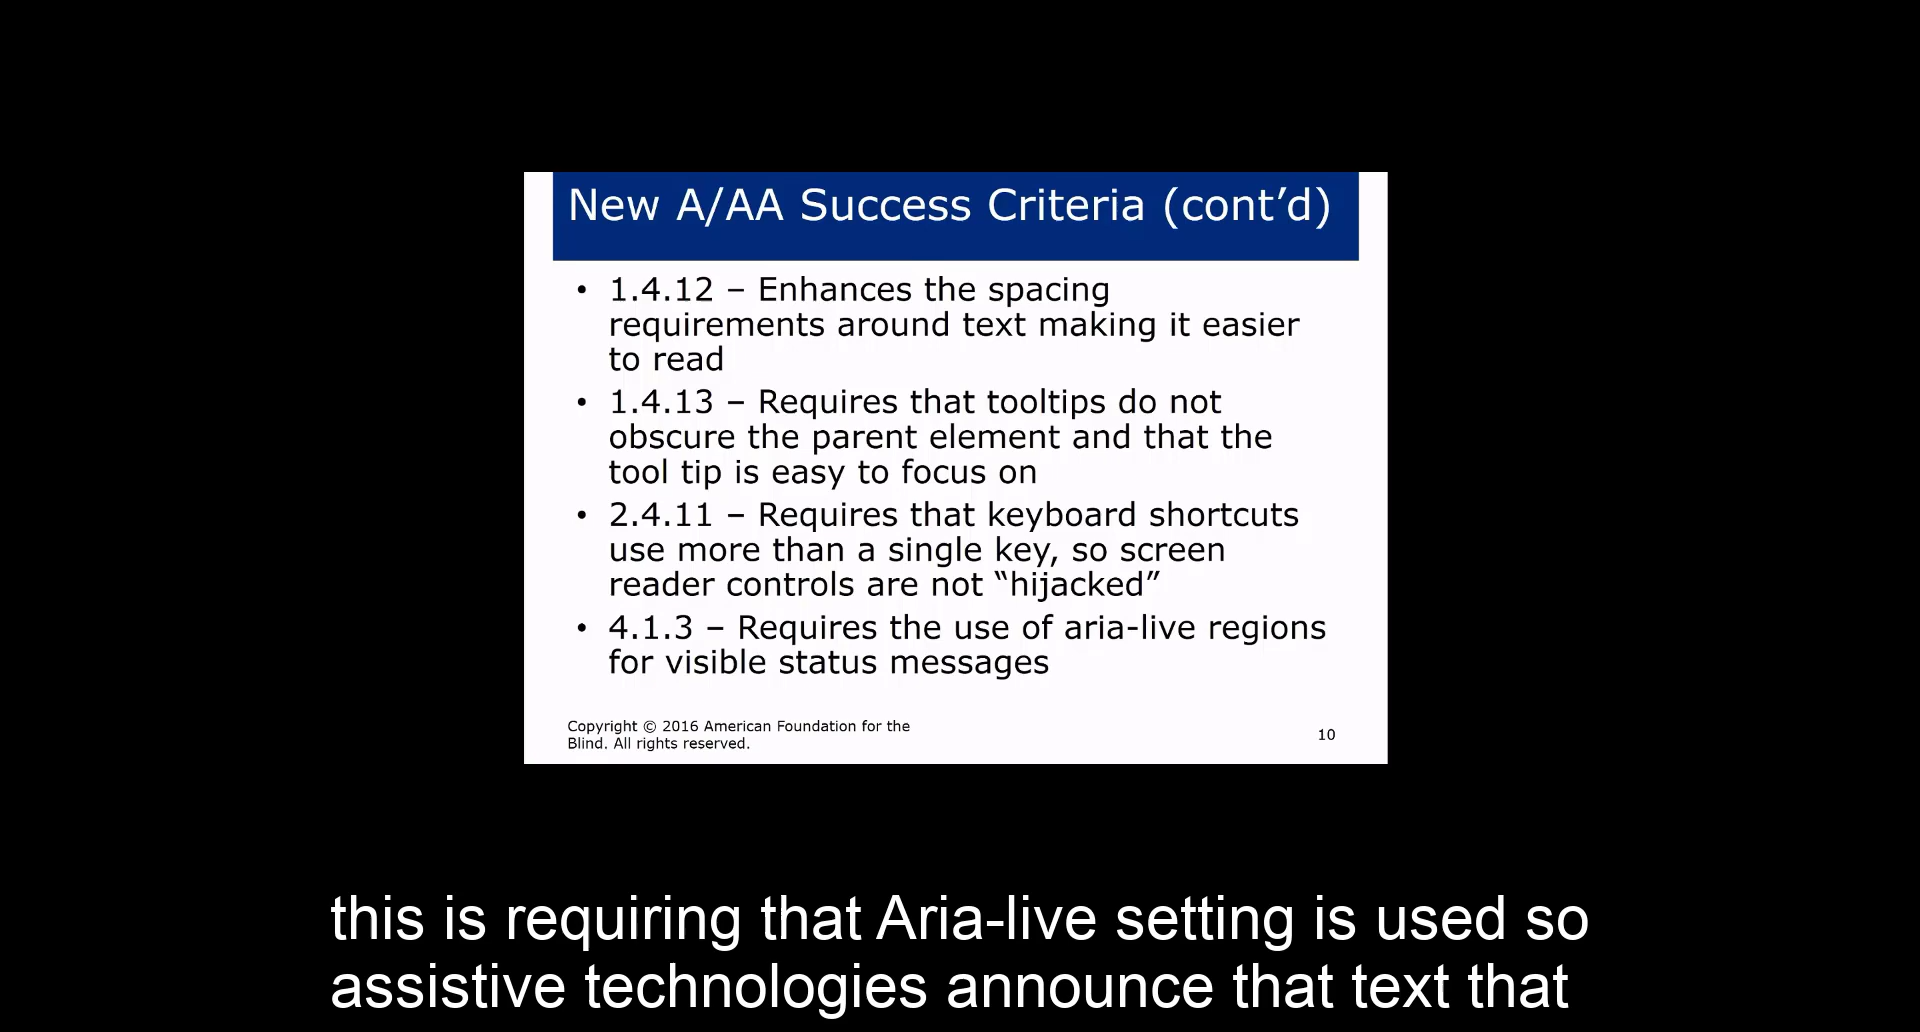 New A/AA Success Criteria (cont’d)
• 1.4.12 – Enhances the spacing
requirements around text making it easier
to read
• 1.4.13 – Requires that tooltips do not
obscure the parent element and that the
tool tip is easy to focus on
• 2.4.11 – Requires that keyboard shortcuts
use more than a single key, so screen
reader controls are not “hijacked”
• 4.1.3 – Requires the use of aria-live regions
for visible status messages
Copyright © 2016 American Foundation for the
Blind. All rights reserved.
10
this is requiring that Aria-live setting is used so
assistive technologies announce that text that